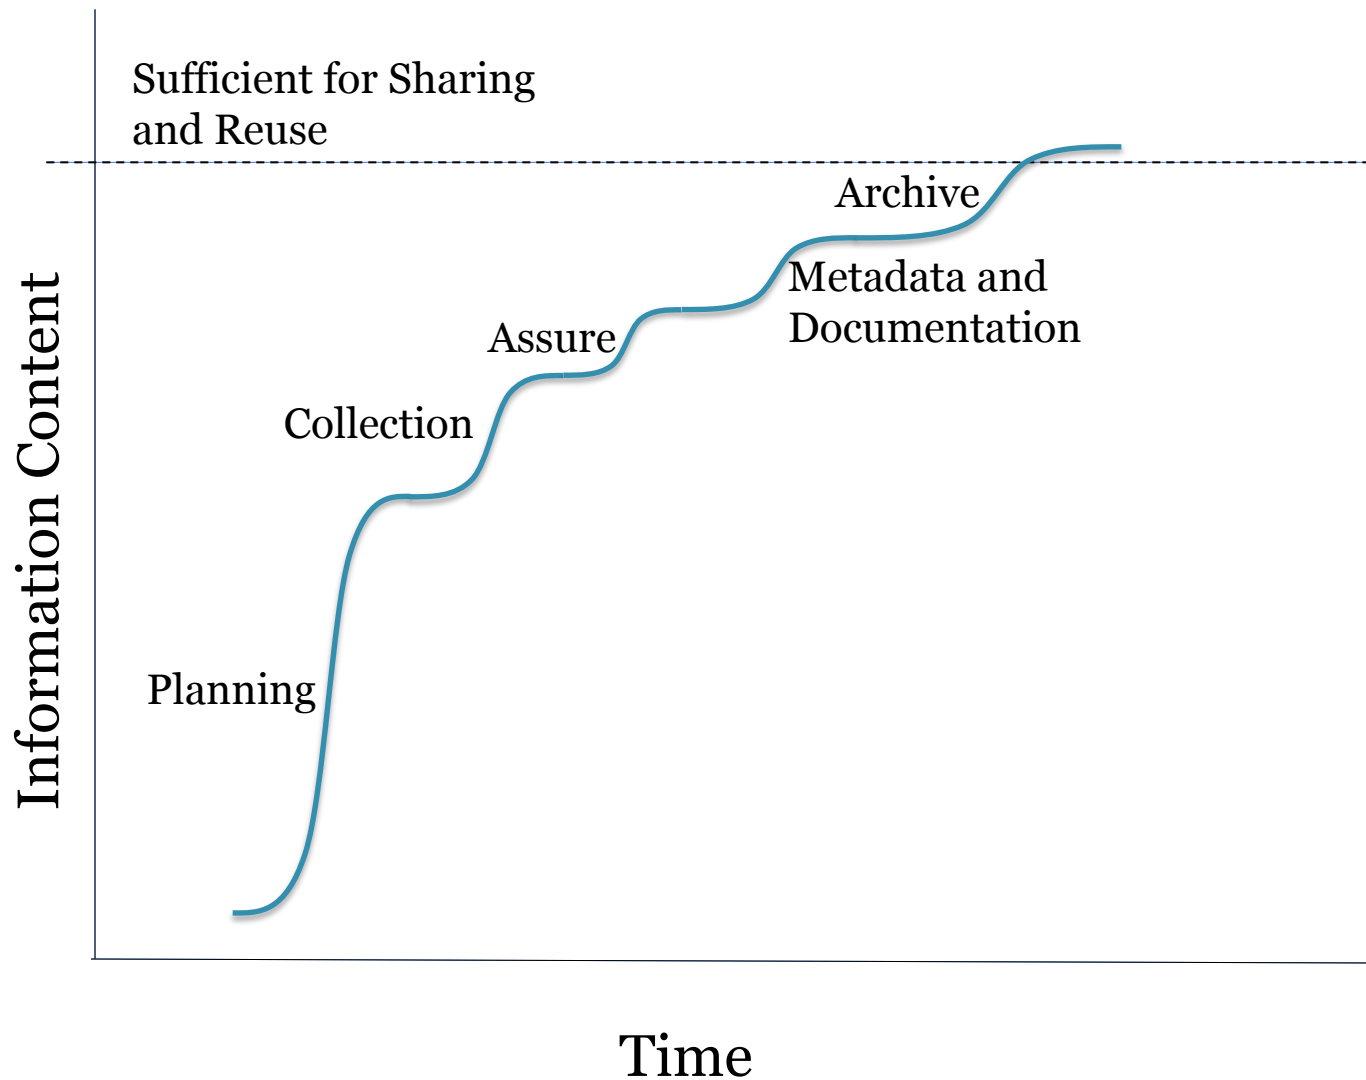 Sufficient for Sharing
and Reuse
Archive
Metadata and
Documentation
Assure
Collection
Planning
Information Content
Time